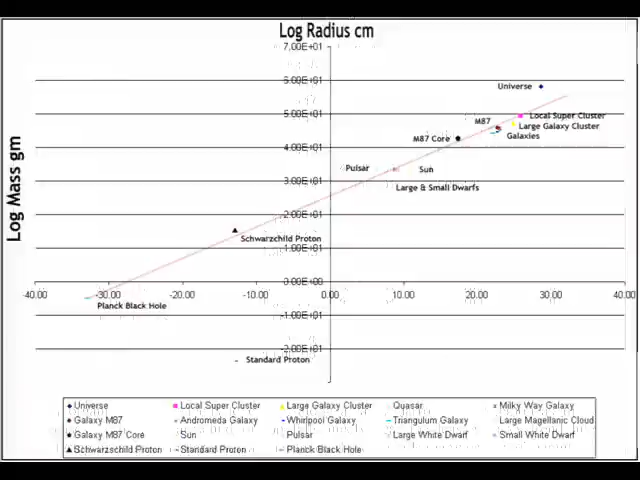 Log Radius cm
7.00E+01
6.00E+01
Universe
5.00E+01
M87
Local Super Cluster
Large Galaxy Cluster
M87 Core
Galaxies
4.00E+01
Log Mass gm
Pulsar
Sun
3.00E+01
Large & Small Dwarfs
2.00E+01
Schwarzchild Proton
1.00E+01
0.00E+00
-40.00 -30.00 -20.00 -10.00 0.00 10.00 20.00 30.00 40.00
Planck Black Hole
-1.00E+01
-2.00E+01
Standard Proton
Universe Local Super Cluster Large Galaxy Cluster Quasar Milky Way Galaxy
Galaxy M87 Andromeda Galaxy Whirlpool Galaxy Triangulum Galaxy Large Magellanic Cloud
Galaxy M87 Core Sun Pulsar Large White Dwarf Small White Dwarf
Schwarzschild Proton Standard Proton Planck Black Hole